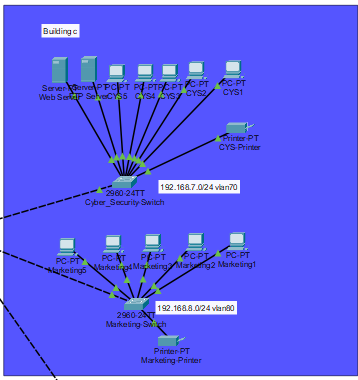 Building c
Server-PT
Web Server
Server-PT
FTP Server
PC-PT
CYS5
PC-PT
CYS4
PC-PT
CYS3
PC-PT
CYS2
PC-PT
CYS1
Printer-PT
CYS-Printer
2960-24TT
Cyber_Security-Switch
192.168.7.0/24 vlan70
PC-PT
Marketing5
PC-PT
Marketing4
PC-PT
Marketing3
PC-PT
Marketing2
PC-PT
Marketing1
2960-24TT
Marketing-Switch
192.168.8.0/24 vlan80
Printer-PT
Marketing-Printer